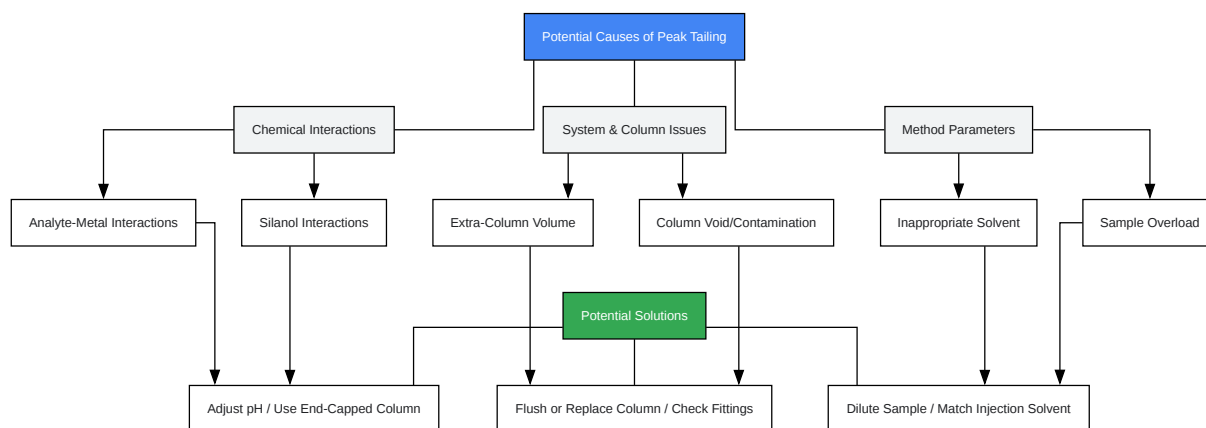 Potential Causes of Peak Tailing
Chemical Interactions
System & Column Issues
Method Parameters
Analyte-Metal Interactions
Silanol Interactions
Extra-Column Volume
Column Void/Contamination
Inappropriate Solvent
Sample Overload
Potential Solutions
Adjust pH / Use End-Capped Column
Flush or Replace Column / Check Fittings
Dilute Sample / Match Injection Solvent